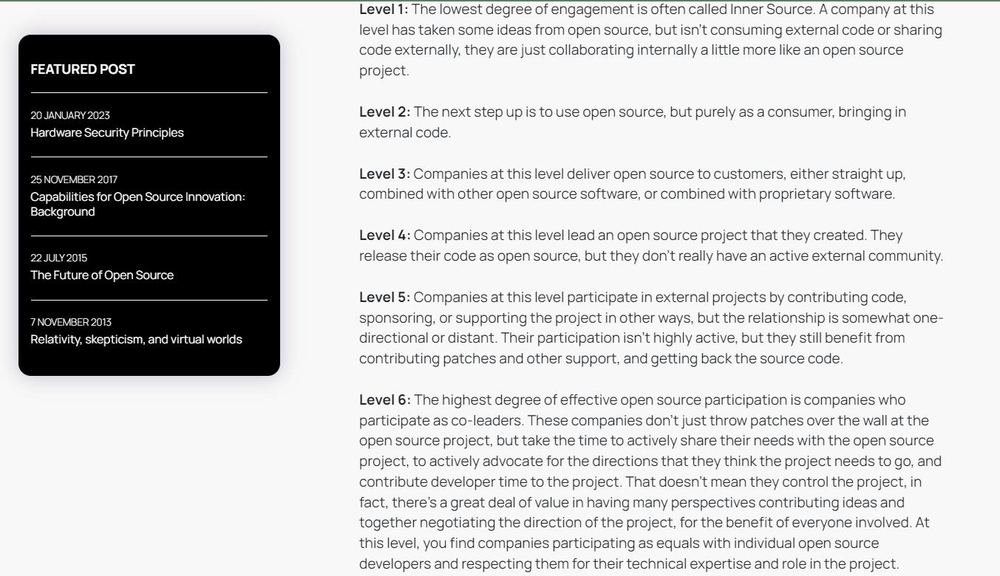 FEATURED POST
20 JANUARY 2023
Hardware Security Principles
25 NOVEMBER 2017
Capabilities for Open Source Innovation:
Background
22 JULY 2015
The Future of Open Source
7 NOVEMBER 2013
Relativity, skepticism, and virtual worlds
Level 1: The lowest degree of engagement is often called Inner Source. A company at this
level has taken some ideas from open source, but isn’t consuming external code or sharing
code externally, they are just collaborating internally a little more like an open source
project.
Level 2: The next step up is to use open source, but purely as a consumer, bringing in
external code.
Level 3: Companies at this level deliver open source to customers, either straight up,
combined with other open source software, or combined with proprietary software.
Level 4: Companies at this level lead an open source project that they created. They
release their code as open source, but they don’t really have an active external community.
Level 5: Companies at this level participate in external projects by contributing code,
sponsoring, or supporting the project in other ways, but the relationship is somewhat one-
directional or distant. Their participation isn’t highly active, but they still benefit from
contributing patches and other support, and getting back the source code.
Level 6: The highest degree of effective open source participation is companies who
participate as co-leaders. These companies don’t just throw patches over the wall at the
open source project, but take the time to actively share their needs with the open source
project, to actively advocate for the directions that they think the project needs to go, and
contribute developer time to the project. That doesn’t mean they control the project, in
fact, there’s a great deal of value in having many perspectives contributing ideas and
together negotiating the direction of the project, for the benefit of everyone involved. At
this level, you find companies participating as equals with individual open source
developers and respecting them for their technical expertise and role in the project.